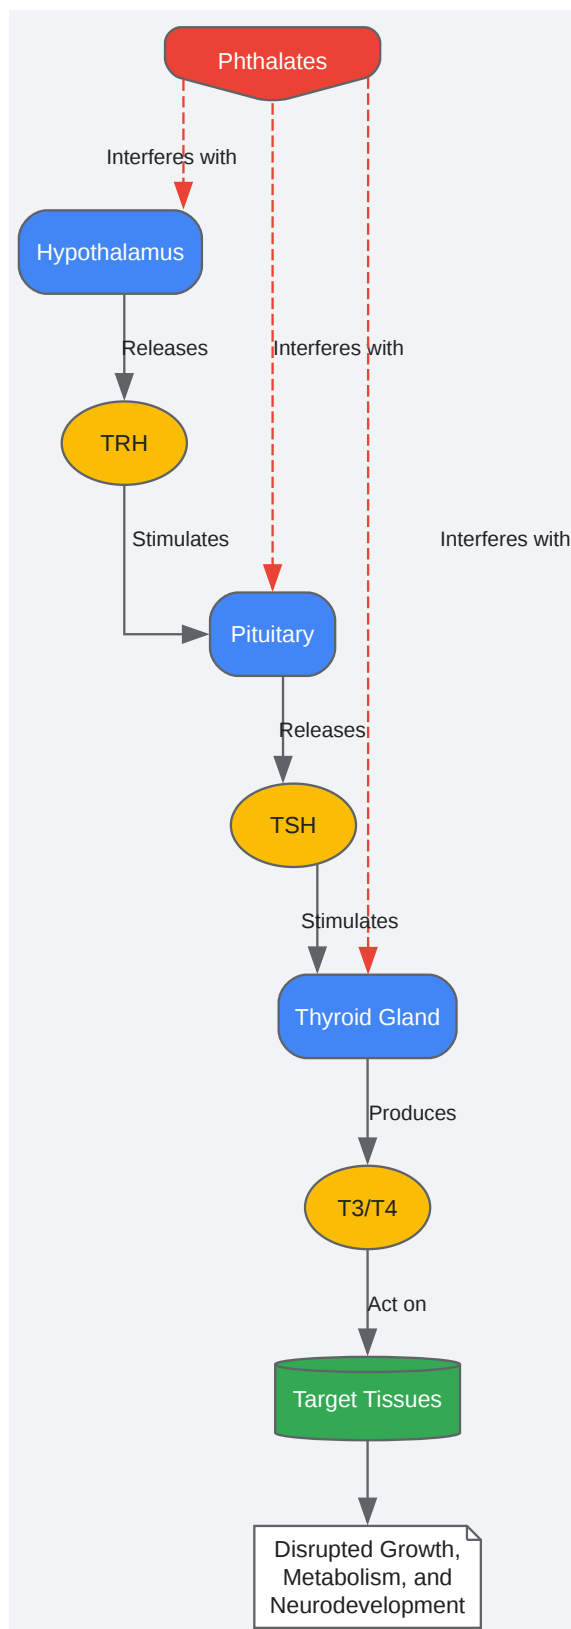 Phthalates
Interferes with
Hypothalamus
Releases
Interferes with
TRH
Stimulates
Interferes with
Pituitary
Releases
TSH
Stimulates
Thyroid Gland
Produces
T3/T4
Act on
Target Tissues
Disrupted Growth,
Metabolism, and
Neurodevelopment